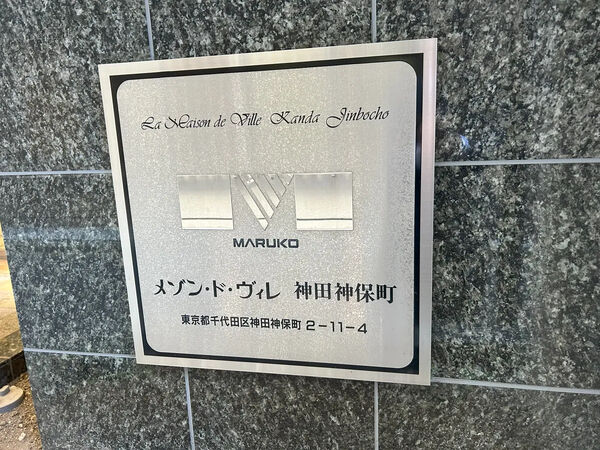 La Maison de Ville Kanda Jinbocho
MARUKO
メゾン・ド・ヴィレ 神田神保町
東京都千代田区神田神保町 2-11-4